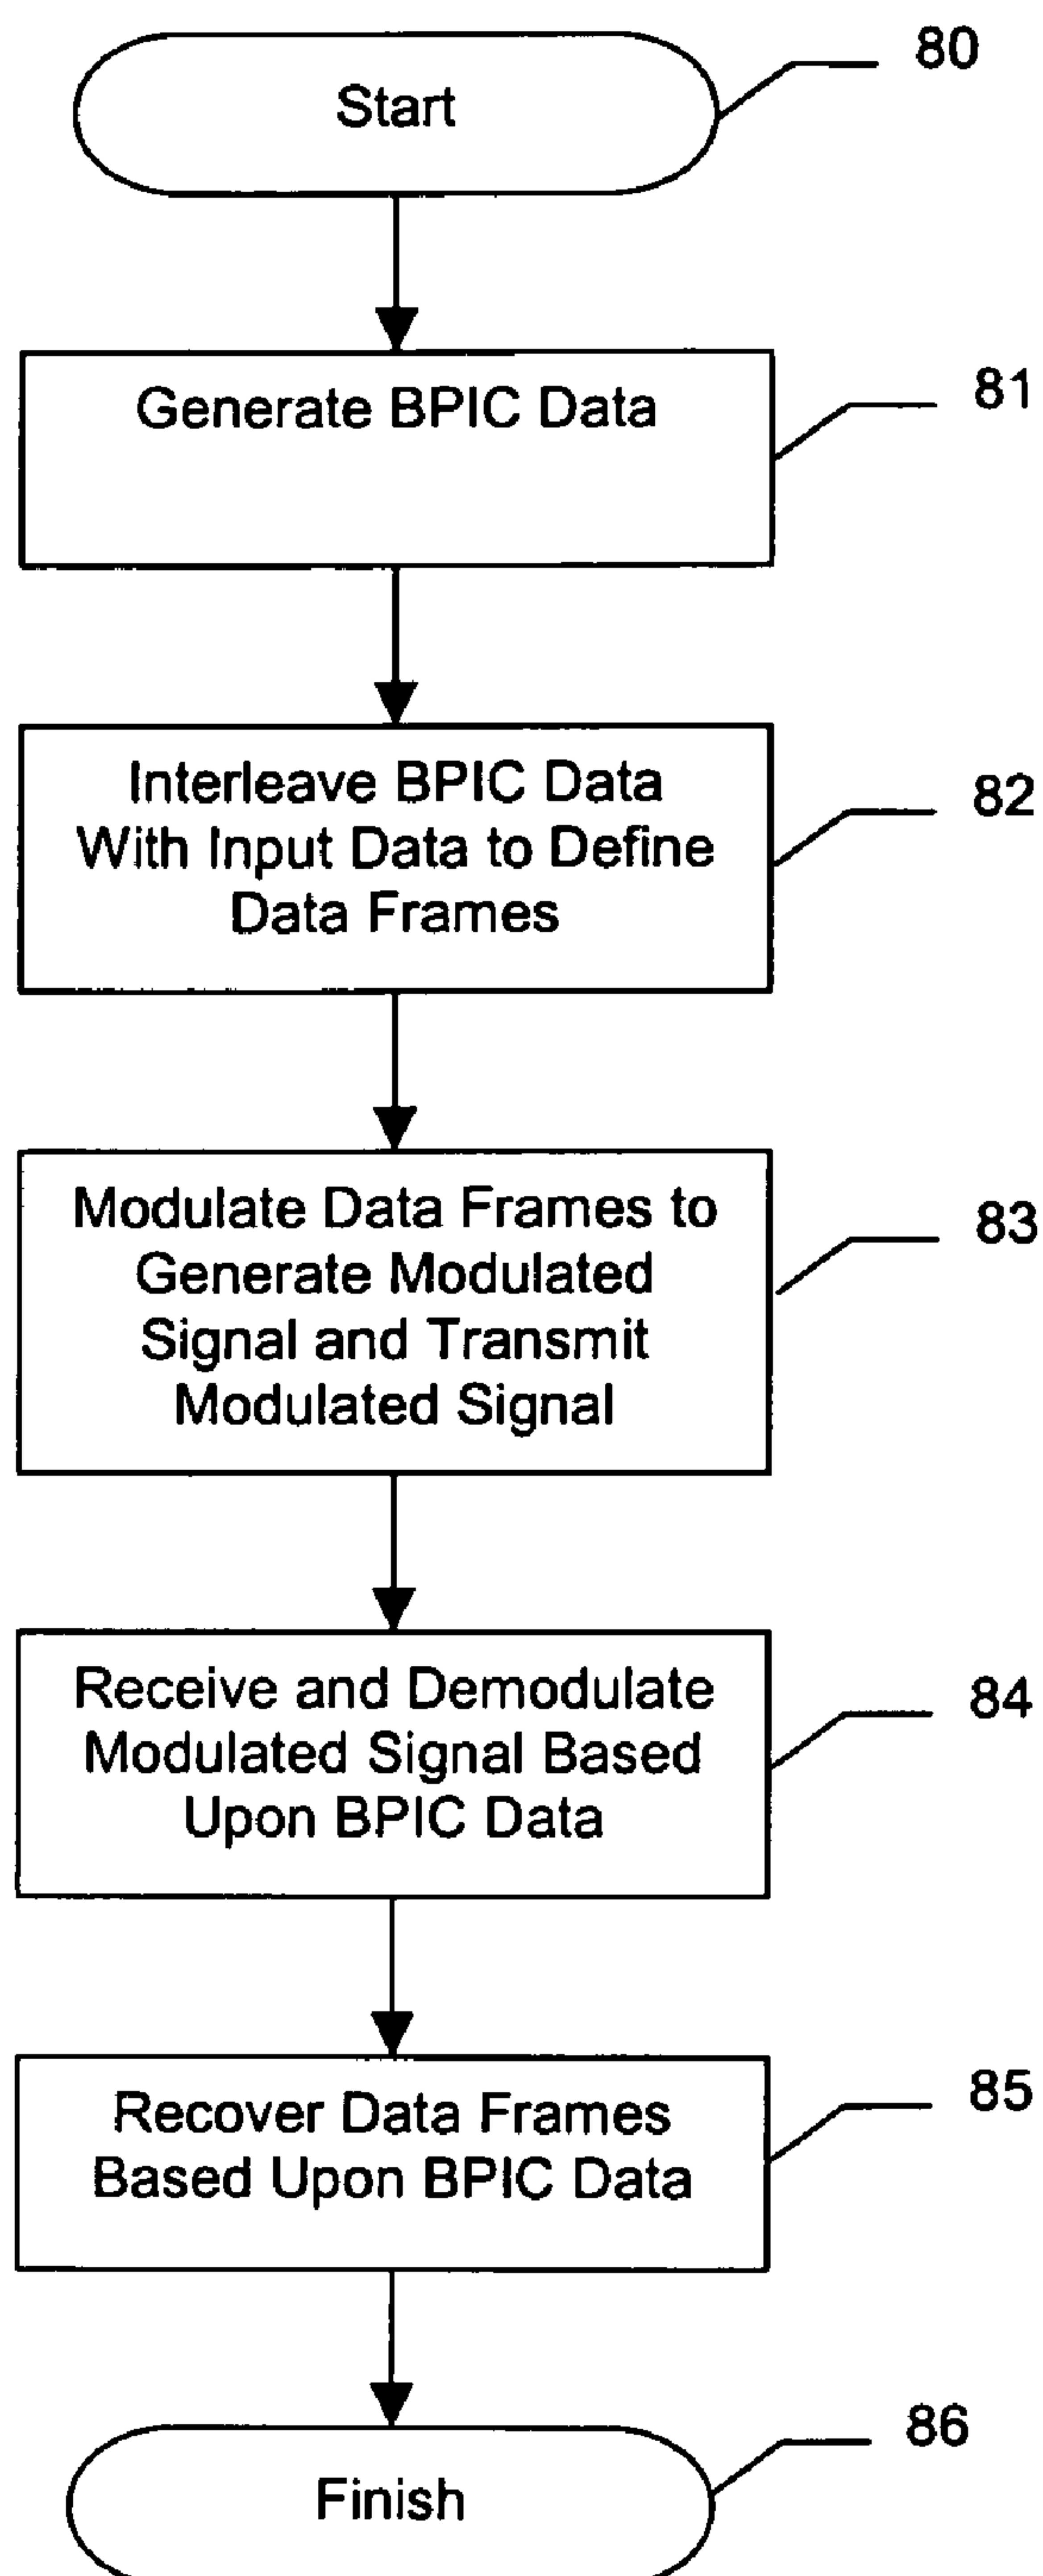 Start
80
Generate BPIC Data
81
Interleave BPIC Data
With Input Data to Define
Data Frames
82
Modulate Data Frames to
Generate Modulated
Signal and Transmit
Modulated Signal
83
Receive and Demodulate
Modulated Signal Based
Upon BPIC Data
84
Recover Data Frames
Based Upon BPIC Data
85
Finish
86